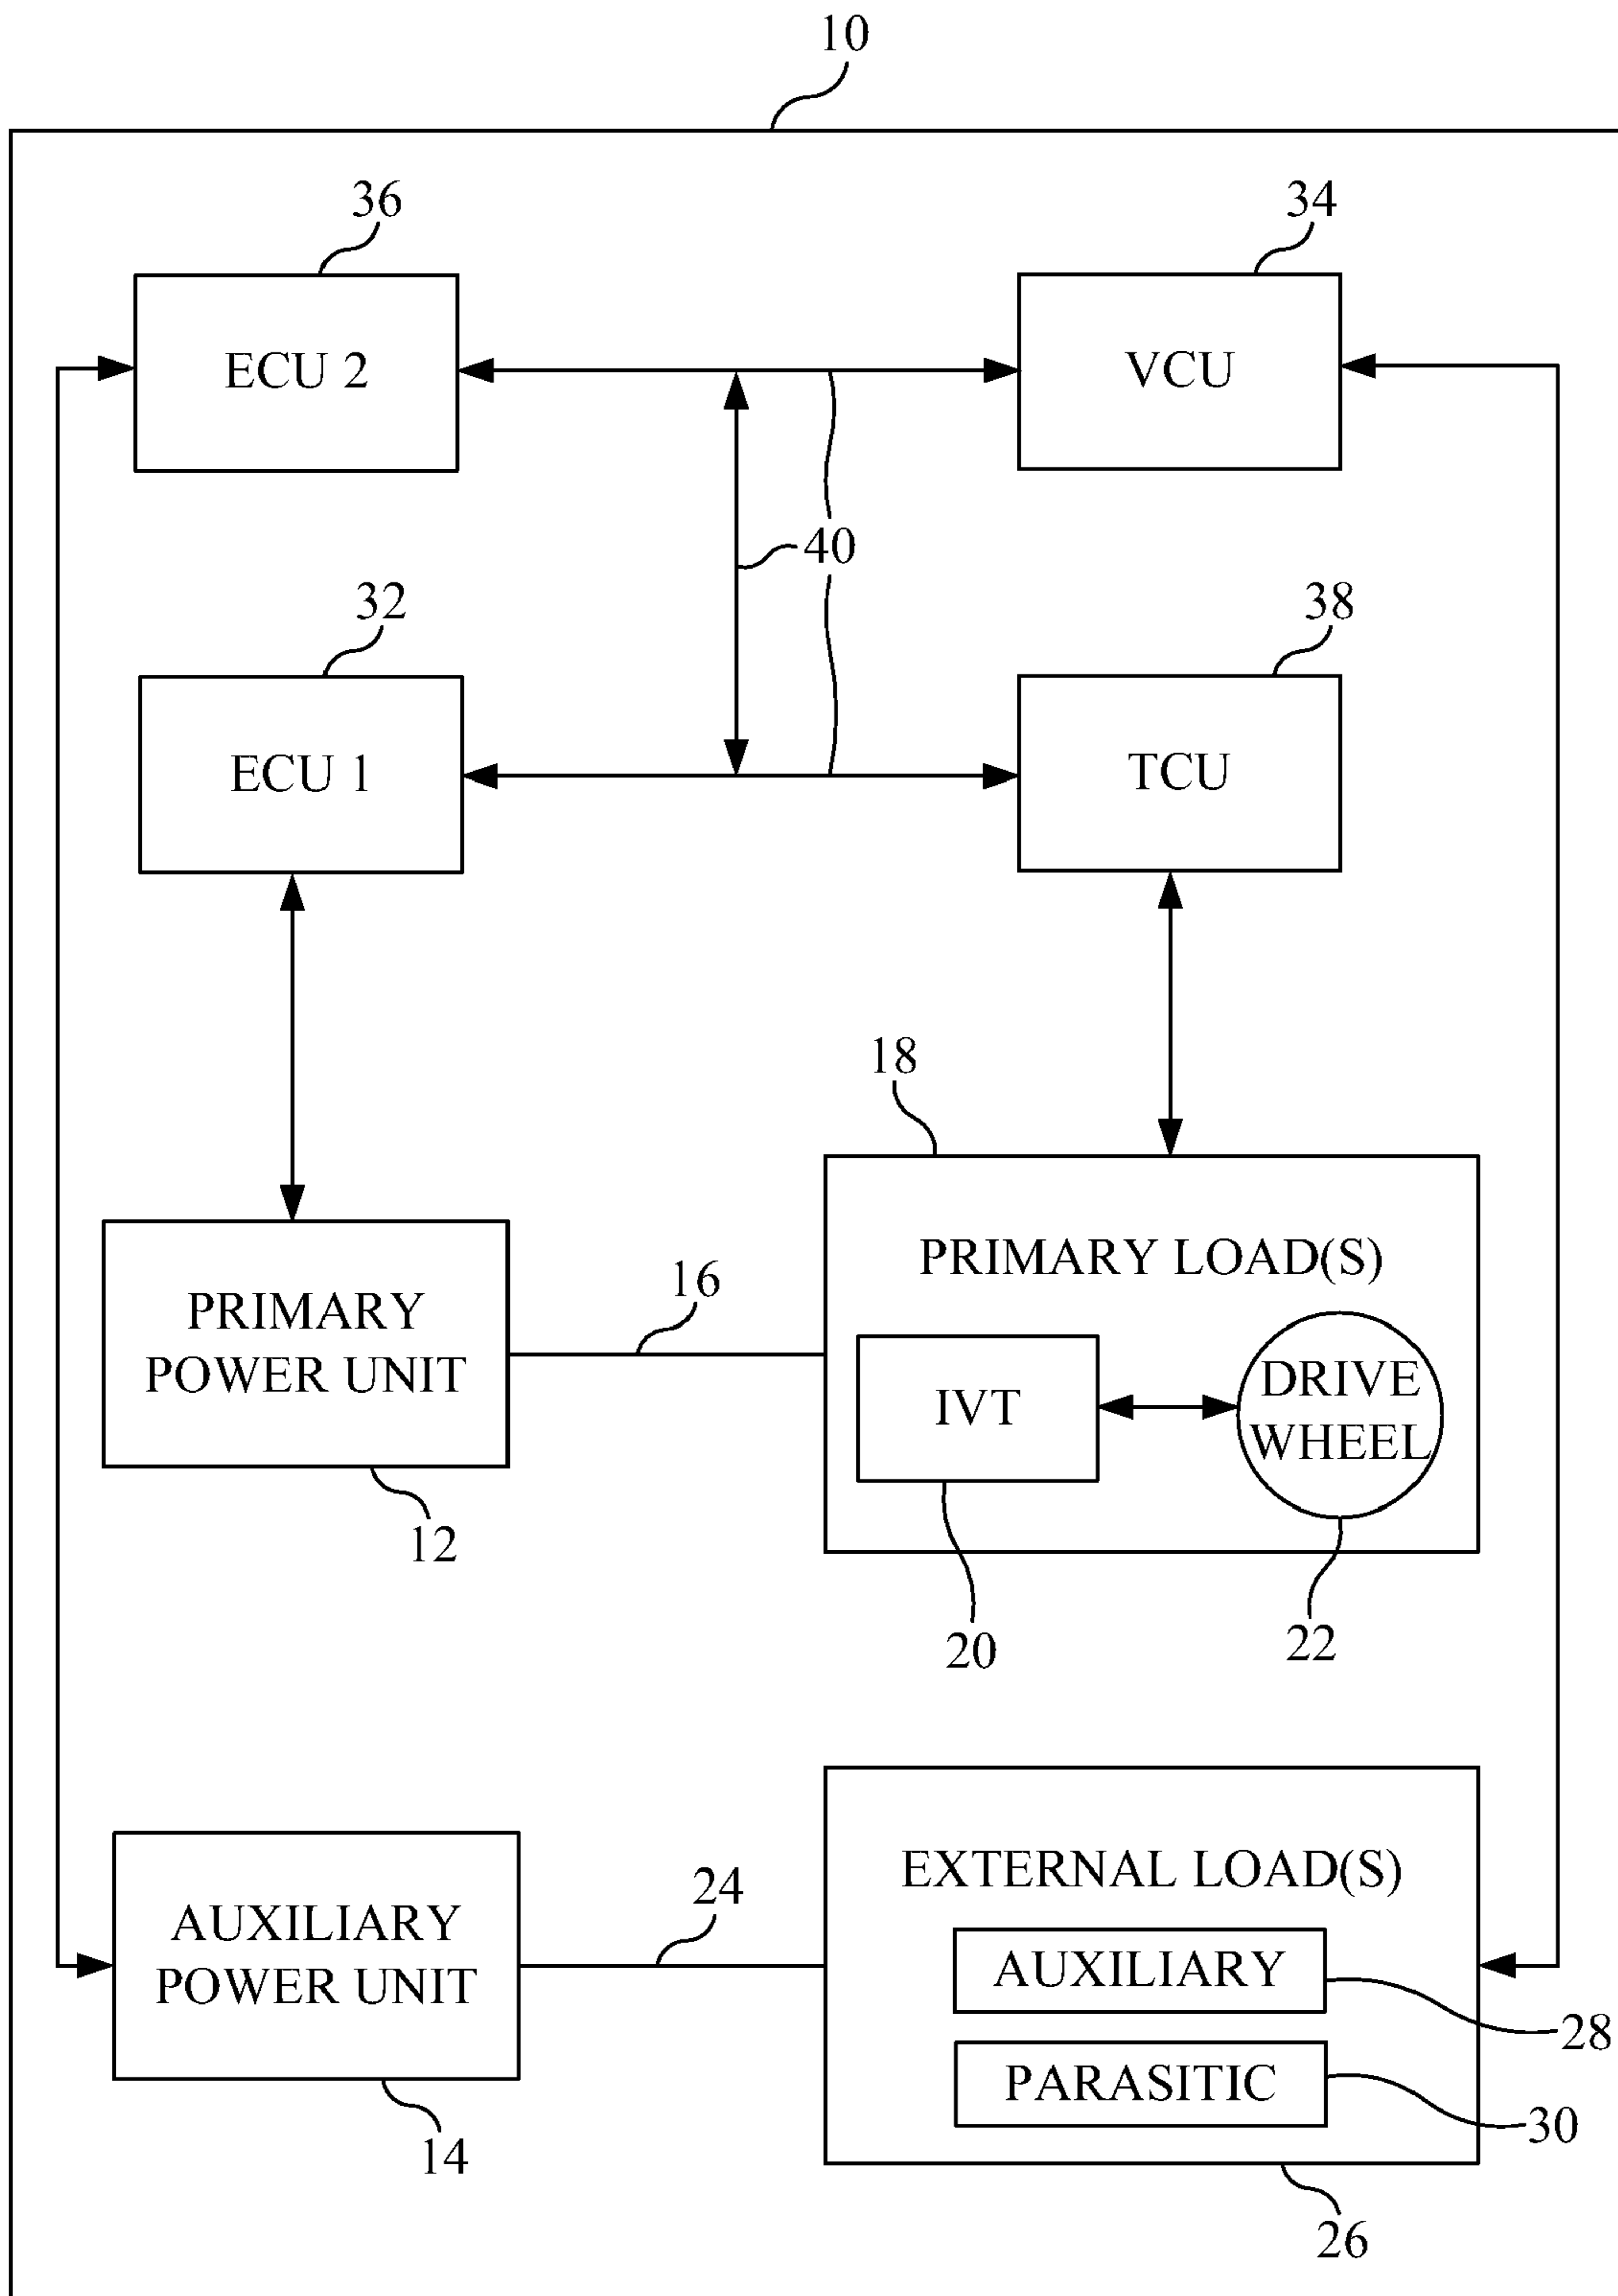 10
36
34
ECU 2
VCU
40
32
38
ECU 1
TCU
18
PRIMARY LOAD(S)
16
PRIMARY
POWER UNIT
IVT
DRIVE
WHEEL
12
20
22
EXTERNAL LOAD(S)
24
AUXILIARY
POWER UNIT
AUXILIARY
28
PARASITIC
30
14
26